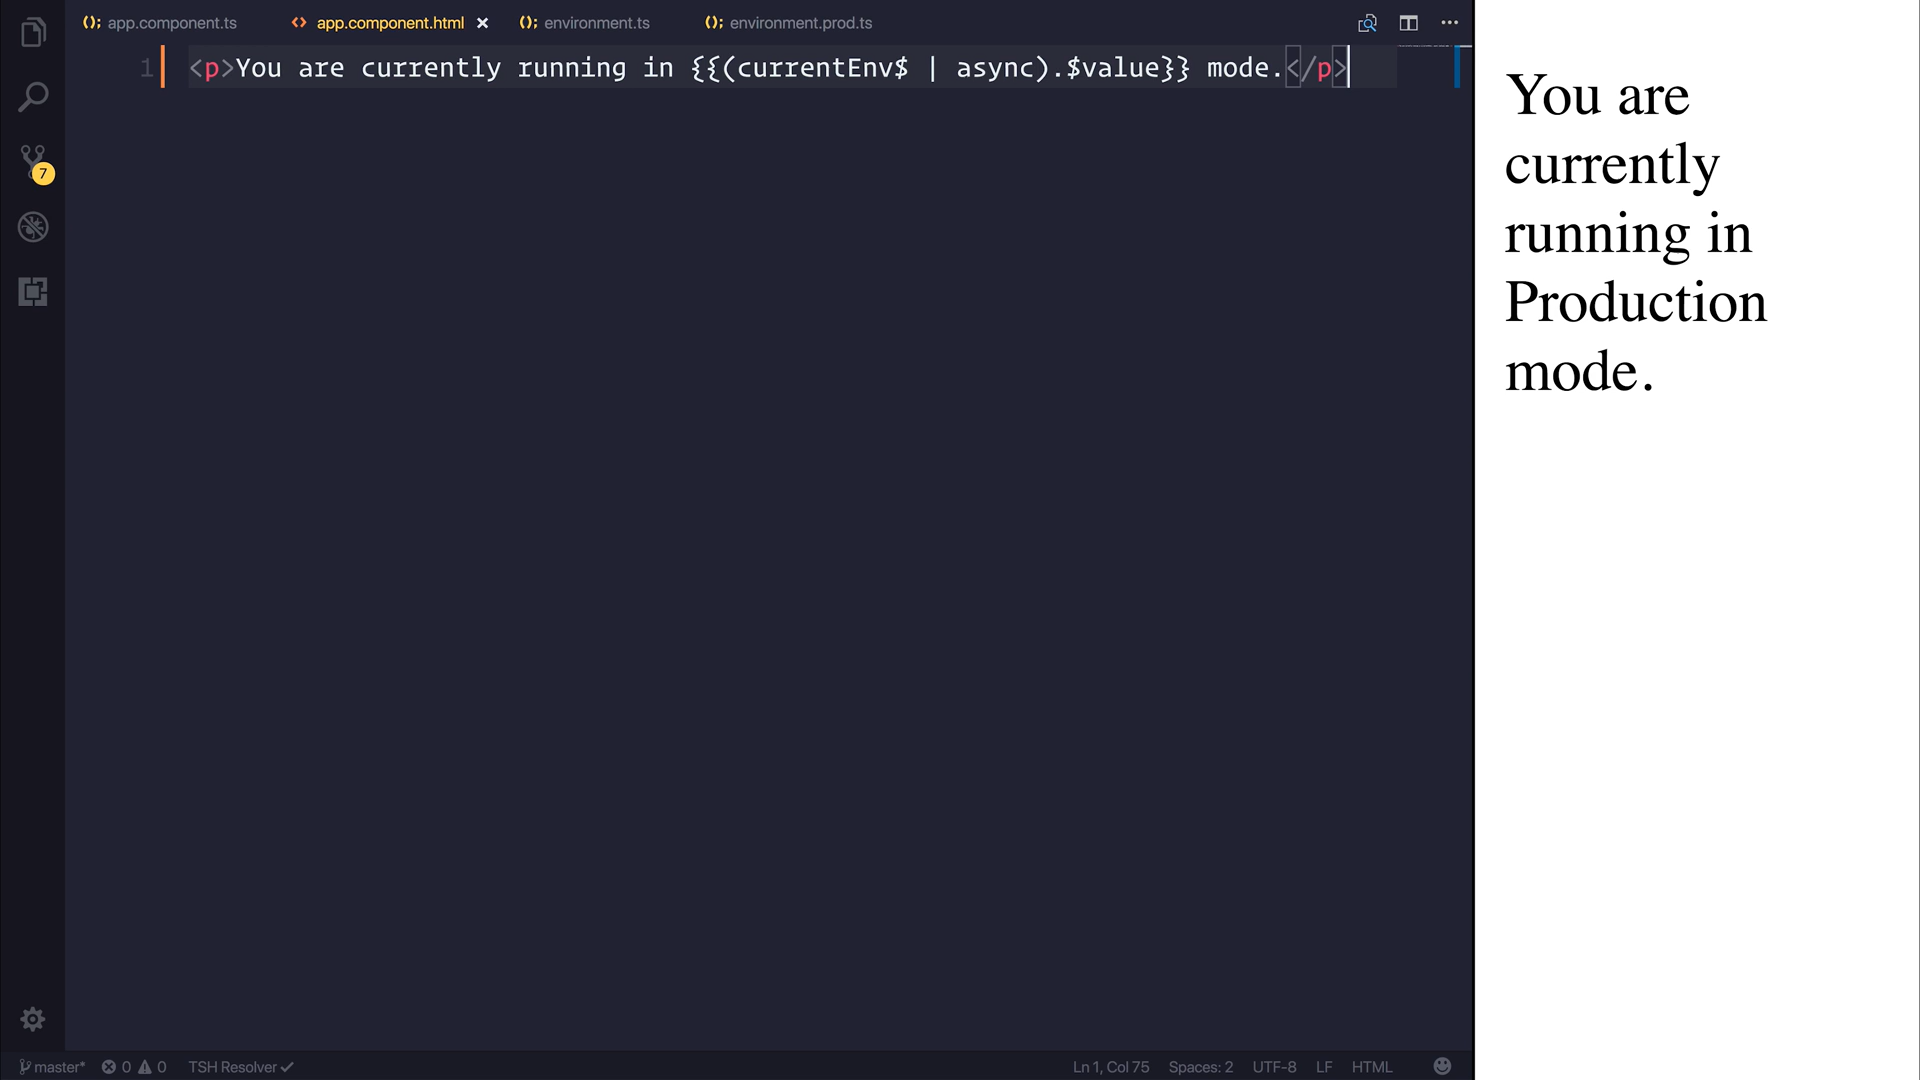 app.component.ts app.component.html environment.ts environment.prod.ts
1 <p>You are currently running in {{(currentEnv$ | async).$value}} mode.</p>
7
master* 0 0 TSH Resolver Ln 1, Col 75 Spaces: 2 UTF-8 LF HTML
You are
currently
running in
Production
mode.